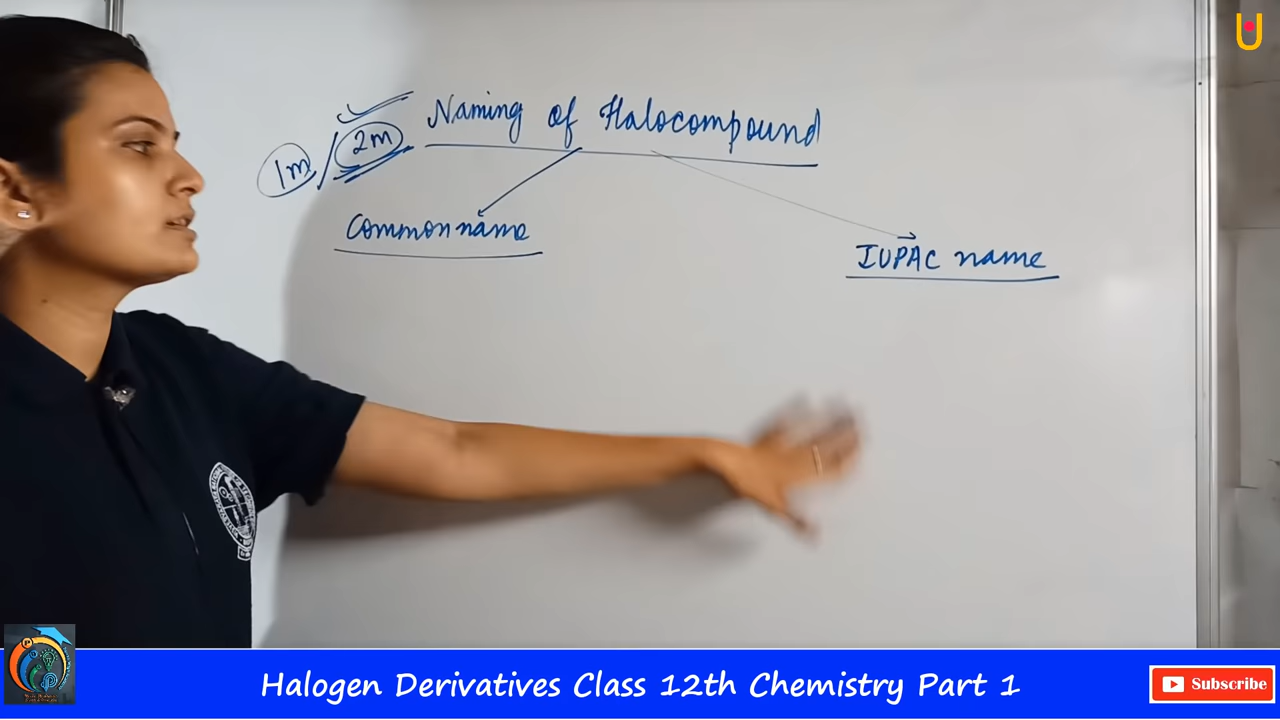 Naming of Halocompound
1m / 2m
Common name
IUPAC name
Halogen Derivatives Class 12th Chemistry Part 1
Subscribe